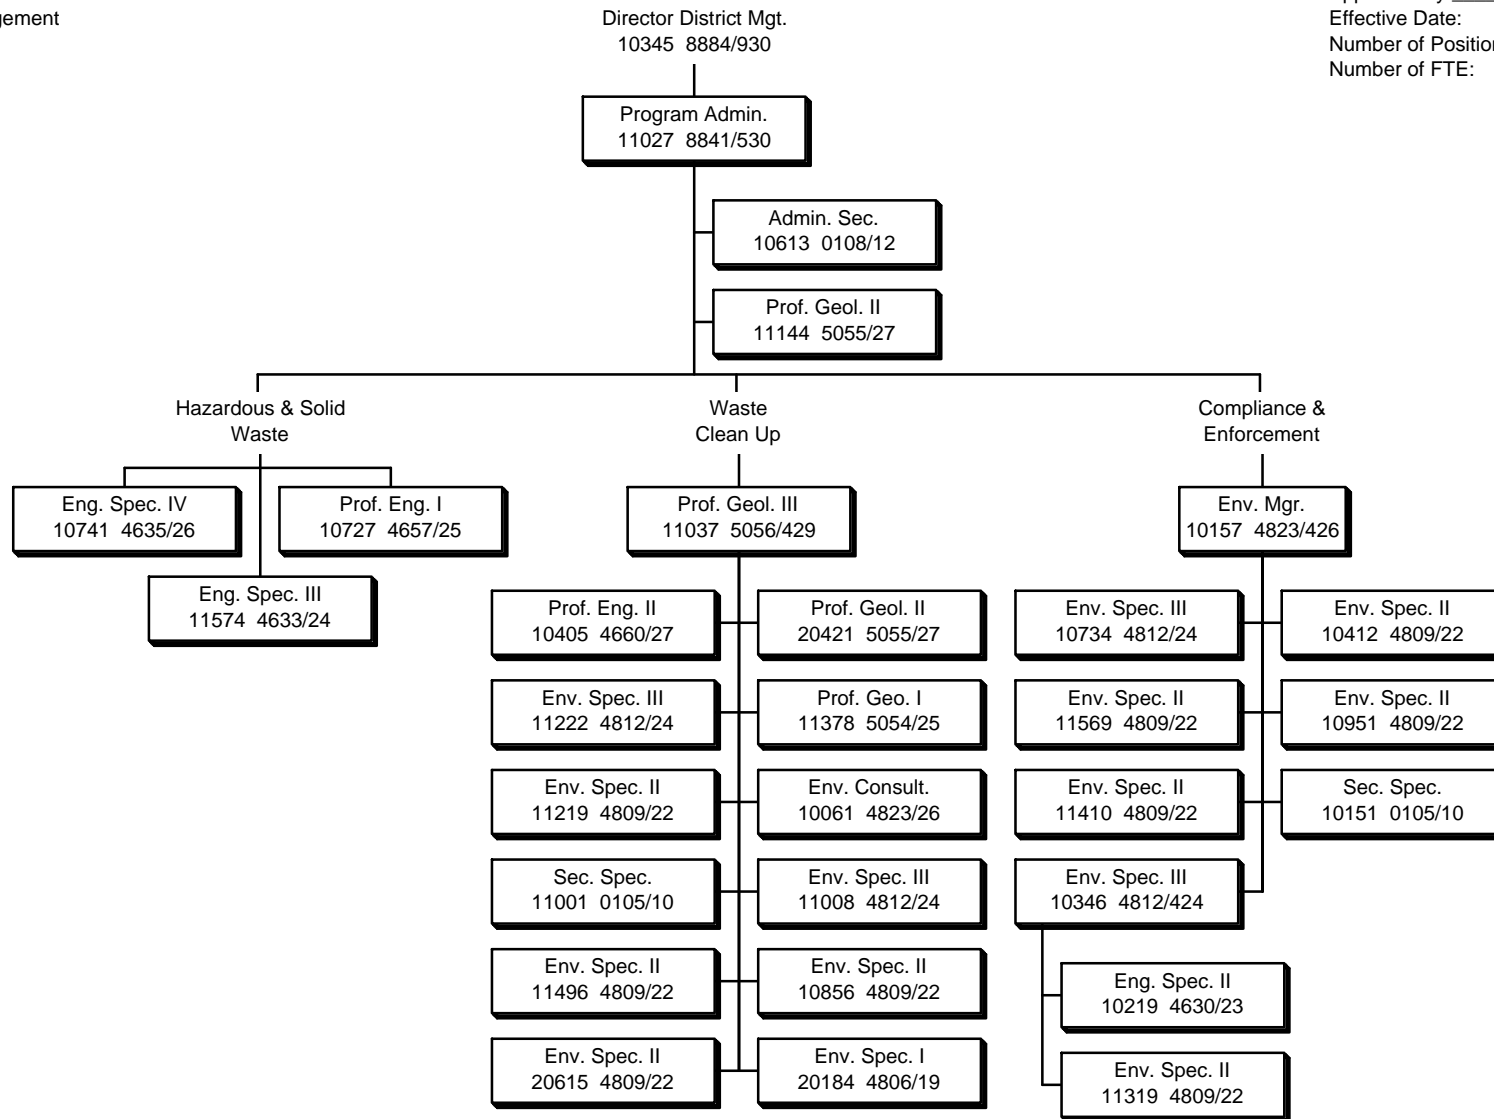 Director District Mgt.
10345 8884/930
Effective Date:
Number of FTE:
Program Admin.
11027 8841/530
Admin. Sec.
10613 0108/12
Prof. Geol. II
11144 5055/27
Hazardous & Solid
Waste
Eng. Spec. IV
10741 4635/26
Prof. Eng. I
10727 4657/25
Eng. Spec. III
11574 4633/24
Waste
Clean Up
Prof. Geol. III
11037 5056/429
Prof. Eng. II
10405 4660/27
Prof. Geol. II
20421 5055/27
Env. Spec. III
11222 4812/24
Prof. Geo. I
11378 5054/25
Env. Spec. II
11219 4809/22
Env. Consult.
10061 4823/26
Sec. Spec.
11001 0105/10
Env. Spec. III
11008 4812/24
Env. Spec. II
11496 4809/22
Env. Spec. II
10856 4809/22
Env. Spec. II
20615 4809/22
Env. Spec. I
20184 4806/19
Compliance &
Enforcement
Env. Mgr.
10157 4823/426
Env. Spec. III
10734 4812/24
Env. Spec. II
10412 4809/22
Env. Spec. II
11569 4809/22
Env. Spec. II
10951 4809/22
Env. Spec. II
11410 4809/22
Sec. Spec.
10151 0105/10
Env. Spec. III
10346 4812/424
Eng. Spec. II
10219 4630/23
Env. Spec. II
11319 4809/22
Number of